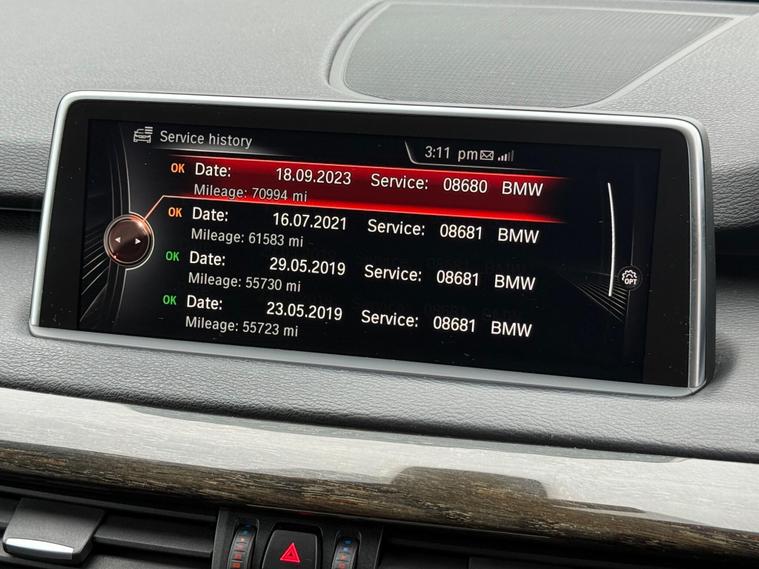 Service history
3:11 pm
OK Date: 18.09.2023 Service: 08680 BMW
Mileage: 70994 mi
OK Date: 16.07.2021 Service: 08681 BMW
Mileage: 61583 mi
OK Date: 29.05.2019 Service: 08681 BMW
Mileage: 55730 mi
OK Date: 23.05.2019 Service: 08681 BMW
Mileage: 55723 mi
OPT